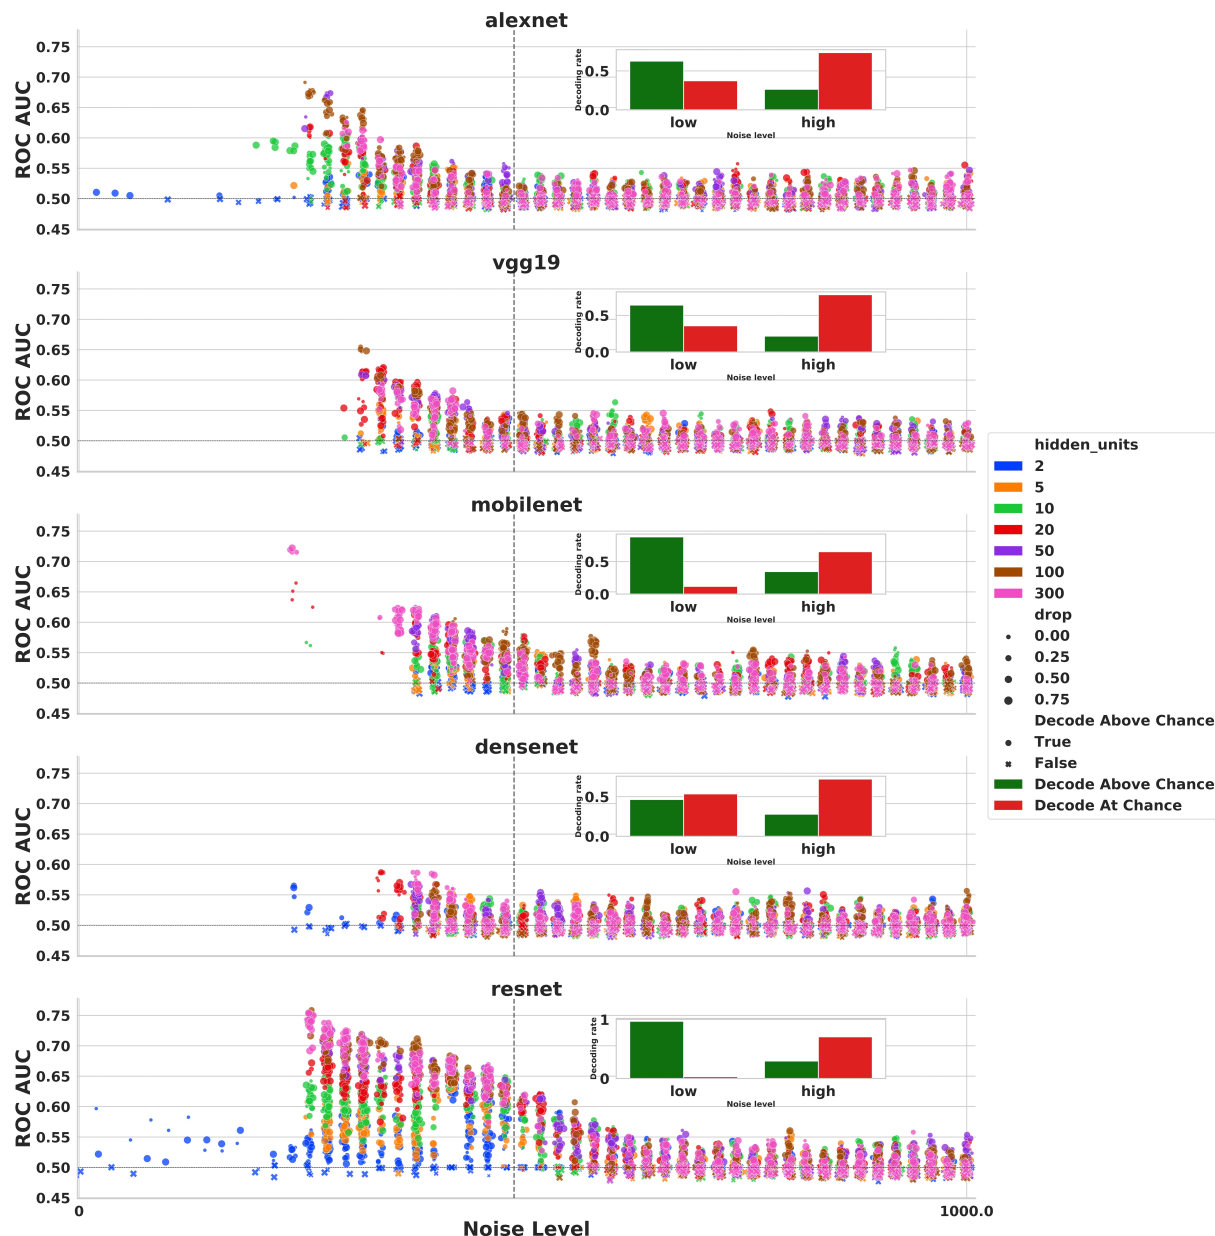 alexnet
ROC AUC
0.75
0.70
0.65
0.60
0.55
0.50
0.45
Decoding rate
0.5
0.0
low high
Noise level
vgg19
ROC AUC
0.75
0.70
0.65
0.60
0.55
0.50
0.45
Decoding rate
0.5
0.0
low high
Noise level
mobilenet
ROC AUC
0.75
0.70
0.65
0.60
0.55
0.50
0.45
Decoding rate
0.5
0.0
low high
Noise level
densenet
ROC AUC
0.75
0.70
0.65
0.60
0.55
0.50
0.45
Decoding rate
0.5
0.0
low high
Noise level
resnet
ROC AUC
0.75
0.70
0.65
0.60
0.55
0.50
0.45
Decoding rate
1
0
low high
Noise level
0 1000.0
Noise Level
hidden_units
2
5
10
20
50
100
300
drop
0.00
0.25
0.50
0.75
Decode Above Chance
True
False
Decode Above Chance
Decode At Chance